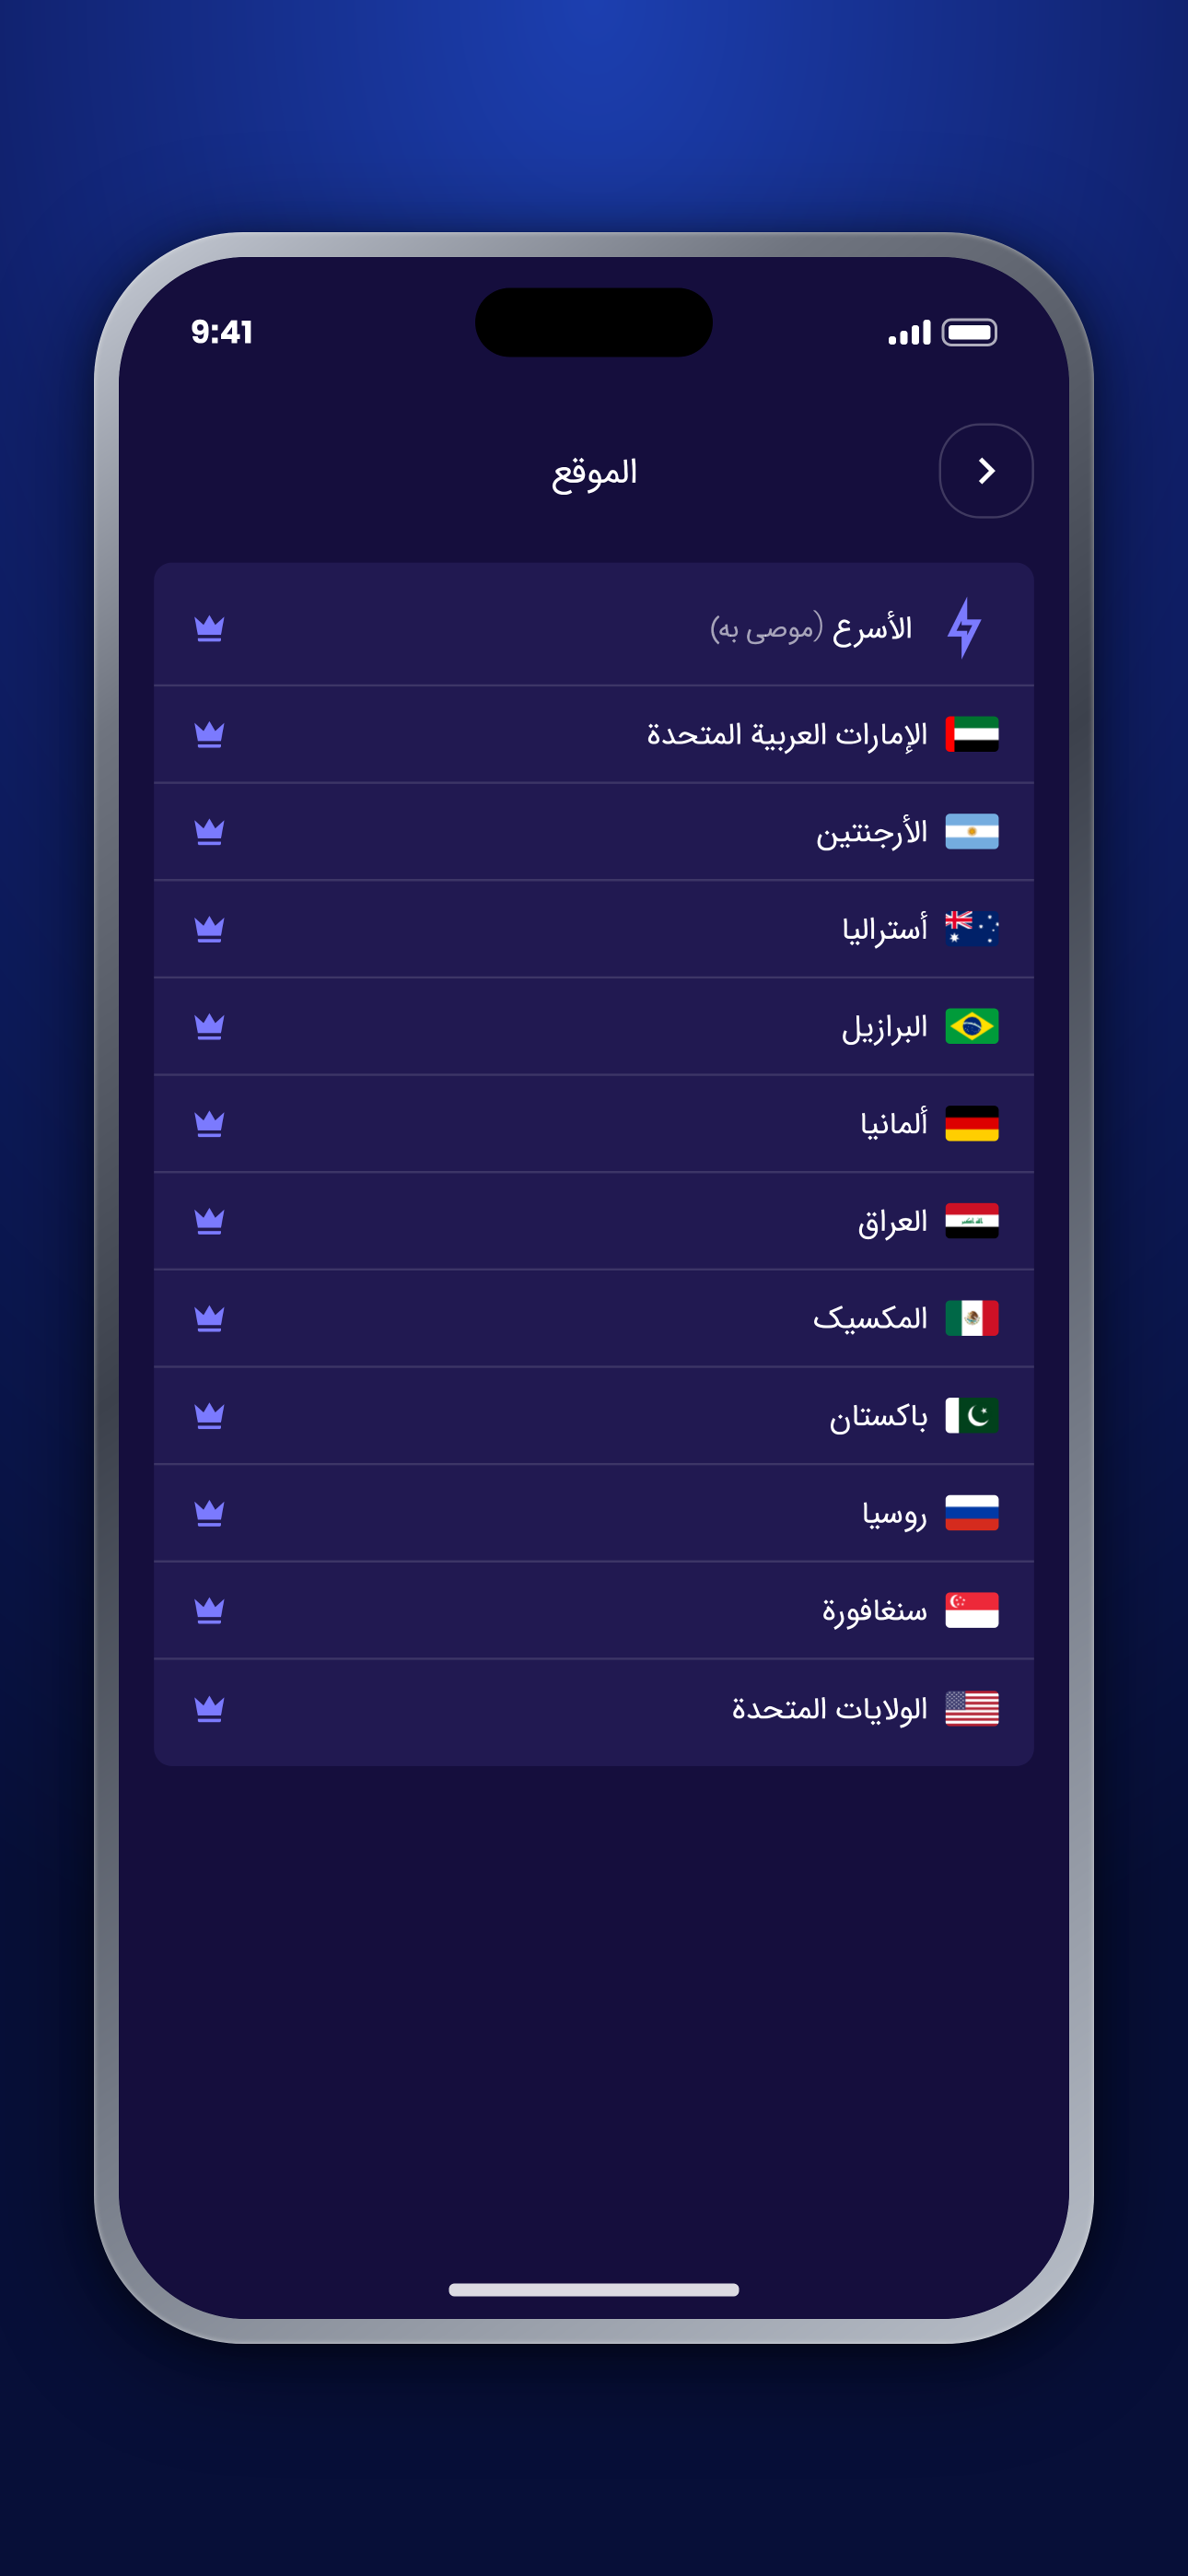 9:41
الموقع
الأسرع (موصى به)
الإمارات العربية المتحدة
الأرجنتين
أستراليا
البرازيل
ألمانيا
العراق
المكسيك
باكستان
روسيا
سنغافورة
الولايات المتحدة